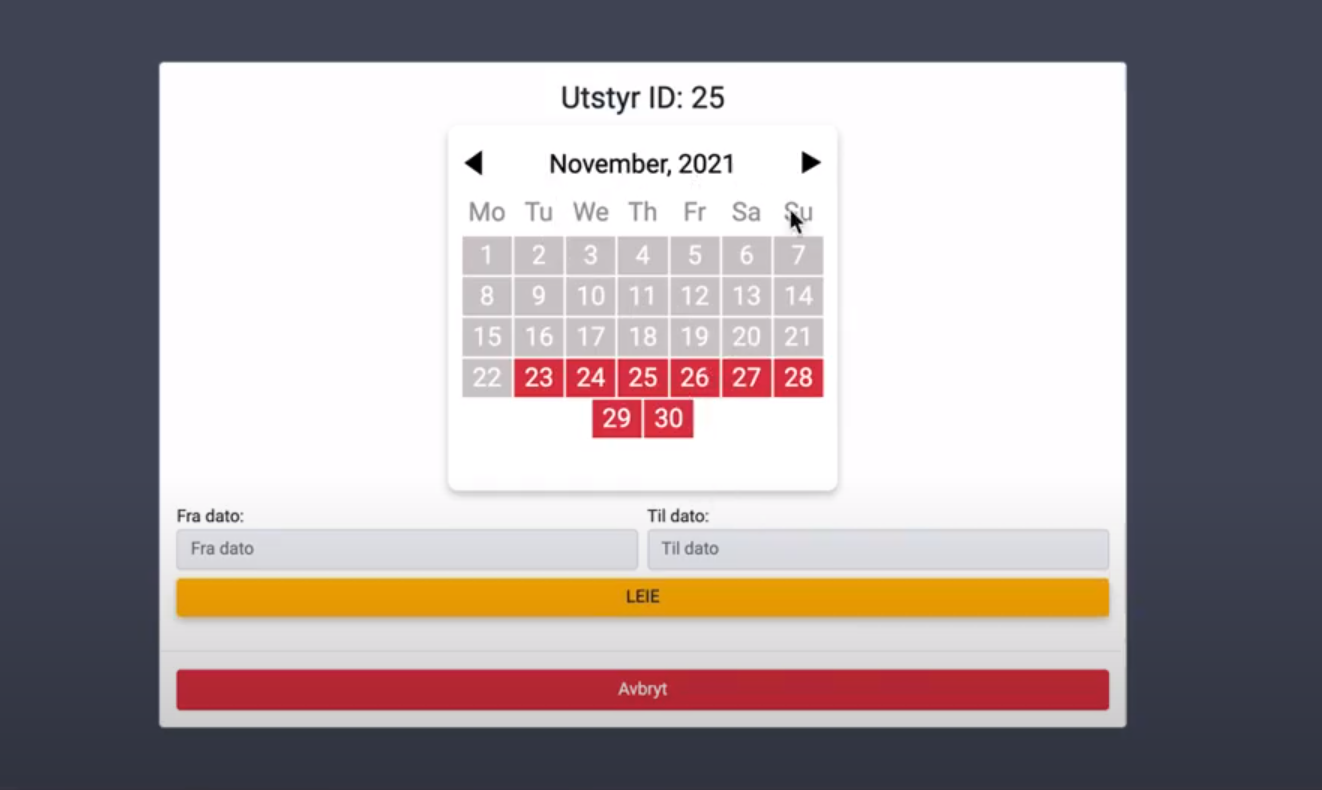 Utstyr ID: 25
November, 2021
Mo Tu We Th Fr Sa Su
1 2 3 4 5 6 7
8 9 10 11 12 13 14
15 16 17 18 19 20 21
22 23 24 25 26 27 28
29 30
Fra dato: Til dato:
Fra dato Til dato
LEIE
Avbryt